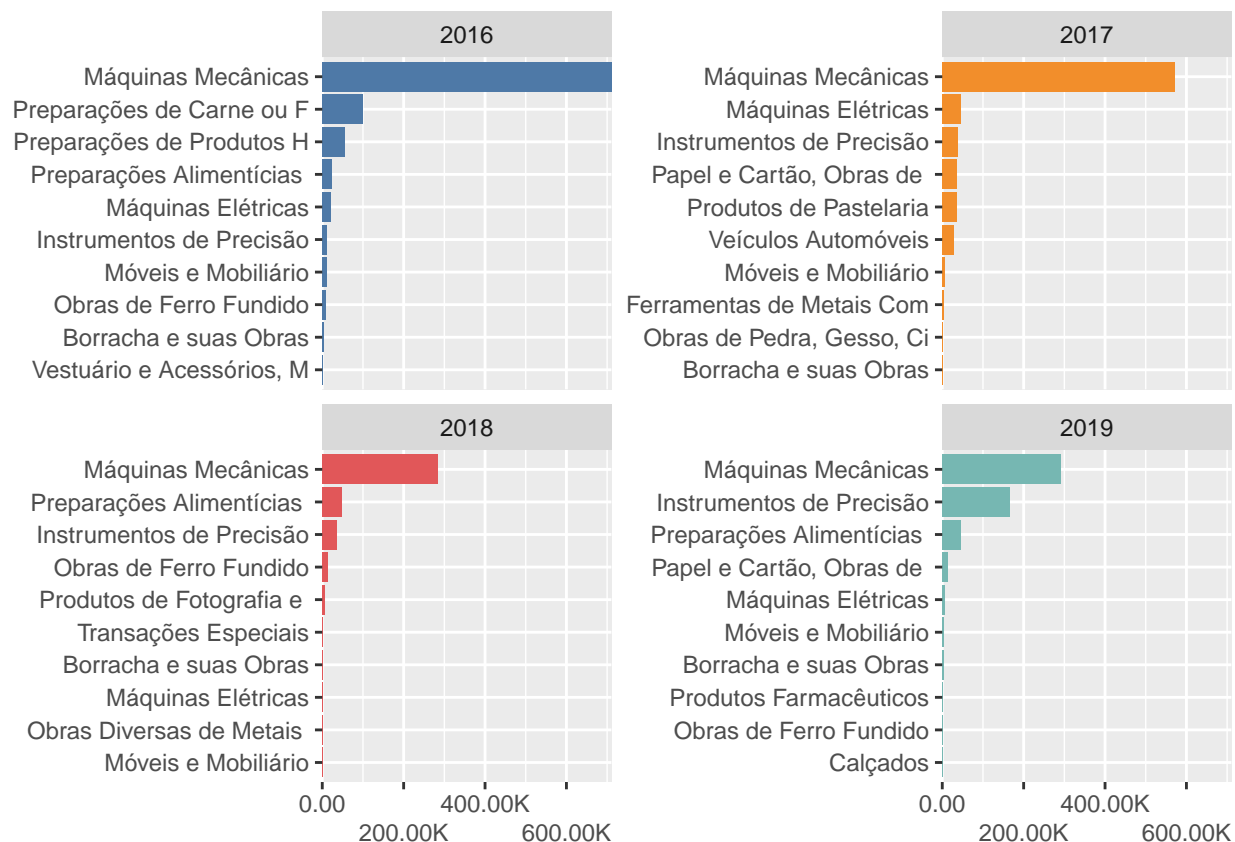 2016
Máquinas Mecânicas
Preparações de Carne ou F
Preparações de Produtos H
Preparações Alimentícias
Máquinas Elétricas
Instrumentos de Precisão
Móveis e Mobiliário
Obras de Ferro Fundido
Borracha e suas Obras
Vestuário e Acessórios, M
2017
Máquinas Mecânicas
Máquinas Elétricas
Instrumentos de Precisão
Papel e Cartão, Obras de
Produtos de Pastelaria
Veículos Automóveis
Móveis e Mobiliário
Ferramentas de Metais Com
Obras de Pedra, Gesso, Ci
Borracha e suas Obras
2018
Máquinas Mecânicas
Preparações Alimentícias
Instrumentos de Precisão
Obras de Ferro Fundido
Produtos de Fotografia e
Transações Especiais
Borracha e suas Obras
Máquinas Elétricas
Obras Diversas de Metais
Móveis e Mobiliário
0.00 400.00K
200.00K 600.00K
2019
Máquinas Mecânicas
Instrumentos de Precisão
Preparações Alimentícias
Papel e Cartão, Obras de
Máquinas Elétricas
Móveis e Mobiliário
Borracha e suas Obras
Produtos Farmacêuticos
Obras de Ferro Fundido
Calçados
0.00 400.00K
200.00K 600.00K